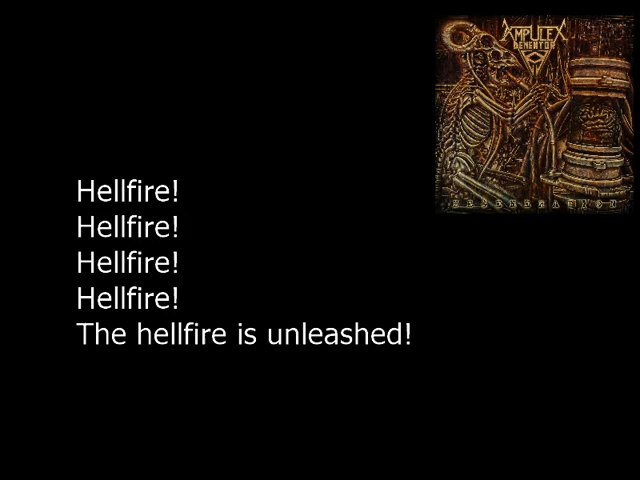 AMPULEX
DEMENTOR
Hellfire!
Hellfire!
Hellfire!
Hellfire!
The hellfire is unleashed!